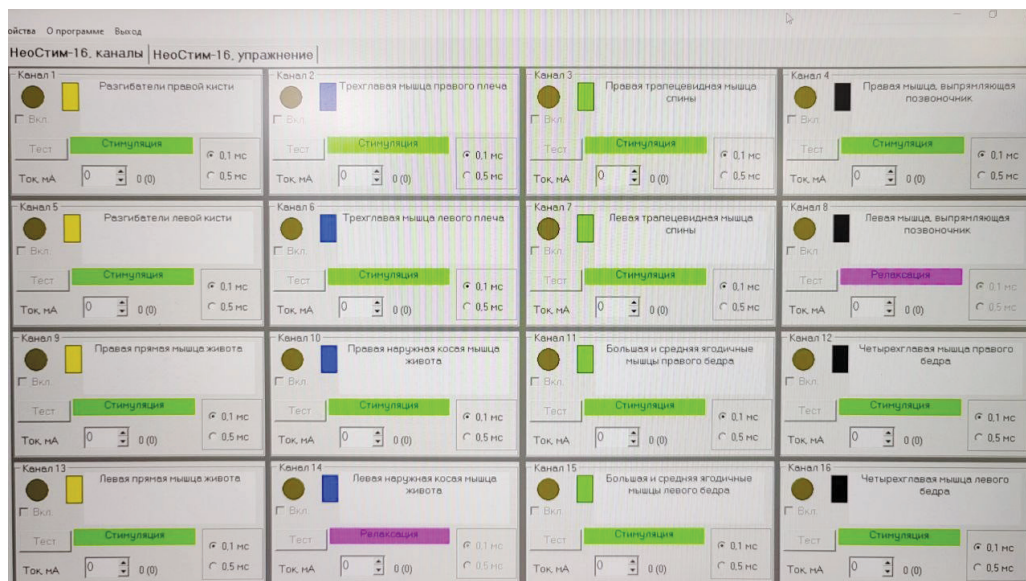 ойства О программе Выход
НеоСтим-16, каналы НеоСтим-16, упражнение
Канал 1
Разгибатели правой кисти
Вкл.
Тест
Стимуляция
0,1 мс
0,5 мс
Ток, мА 0 0 (0)
Канал 2
Трехглавая мышца правого плеча
Вкл.
Тест
Стимуляция
0,1 мс
0,5 мс
Ток, мА 0 0 (0)
Канал 3
Правая трапецевидная мышца
спины
Вкл.
Тест
Стимуляция
0,1 мс
0,5 мс
Ток, мА 0 0 (0)
Канал 4
Правая мышца, выпрямляющая
позвоночник
Вкл.
Тест
Стимуляция
0,1 мс
0,5 мс
Ток, мА 0 0 (0)
Канал 5
Разгибатели левой кисти
Вкл.
Тест
Стимуляция
0,1 мс
0,5 мс
Ток, мА 0 0 (0)
Канал 6
Трехглавая мышца левого плеча
Вкл.
Тест
Стимуляция
0,1 мс
0,5 мс
Ток, мА 0 0 (0)
Канал 7
Левая трапецевидная мышца
спины
Вкл.
Тест
Стимуляция
0,1 мс
0,5 мс
Ток, мА 0 0 (0)
Канал 8
Левая мышца, выпрямляющая
позвоночник
Вкл.
Тест
Релаксация
0,1 мс
0,5 мс
Ток, мА 0 0 (0)
Канал 9
Правая прямая мышца живота
Вкл.
Тест
Стимуляция
0,1 мс
0,5 мс
Ток, мА 0 0 (0)
Канал 10
Правая наружная косая мышца
живота
Вкл.
Тест
Стимуляция
0,1 мс
0,5 мс
Ток, мА 0 0 (0)
Канал 11
Большая и средняя ягодичные
мышцы правого бедра
Вкл.
Тест
Стимуляция
0,1 мс
0,5 мс
Ток, мА 0 0 (0)
Канал 12
Четырехглавая мышца правого
бедра
Вкл.
Тест
Стимуляция
0,1 мс
0,5 мс
Ток, мА 0 0 (0)
Канал 13
Левая прямая мышца живота
Вкл.
Тест
Стимуляция
0,1 мс
0,5 мс
Ток, мА 0 0 (0)
Канал 14
Левая наружная косая мышца
живота
Вкл.
Тест
Релаксация
0,1 мс
0,5 мс
Ток, мА 0 0 (0)
Канал 15
Большая и средняя ягодичные
мышцы левого бедра
Вкл.
Тест
Стимуляция
0,1 мс
0,5 мс
Ток, мА 0 0 (0)
Канал 16
Четырехглавая мышца левого
бедра
Вкл.
Тест
Стимуляция
0,1 мс
0,5 мс
Ток, мА 0 0 (0)